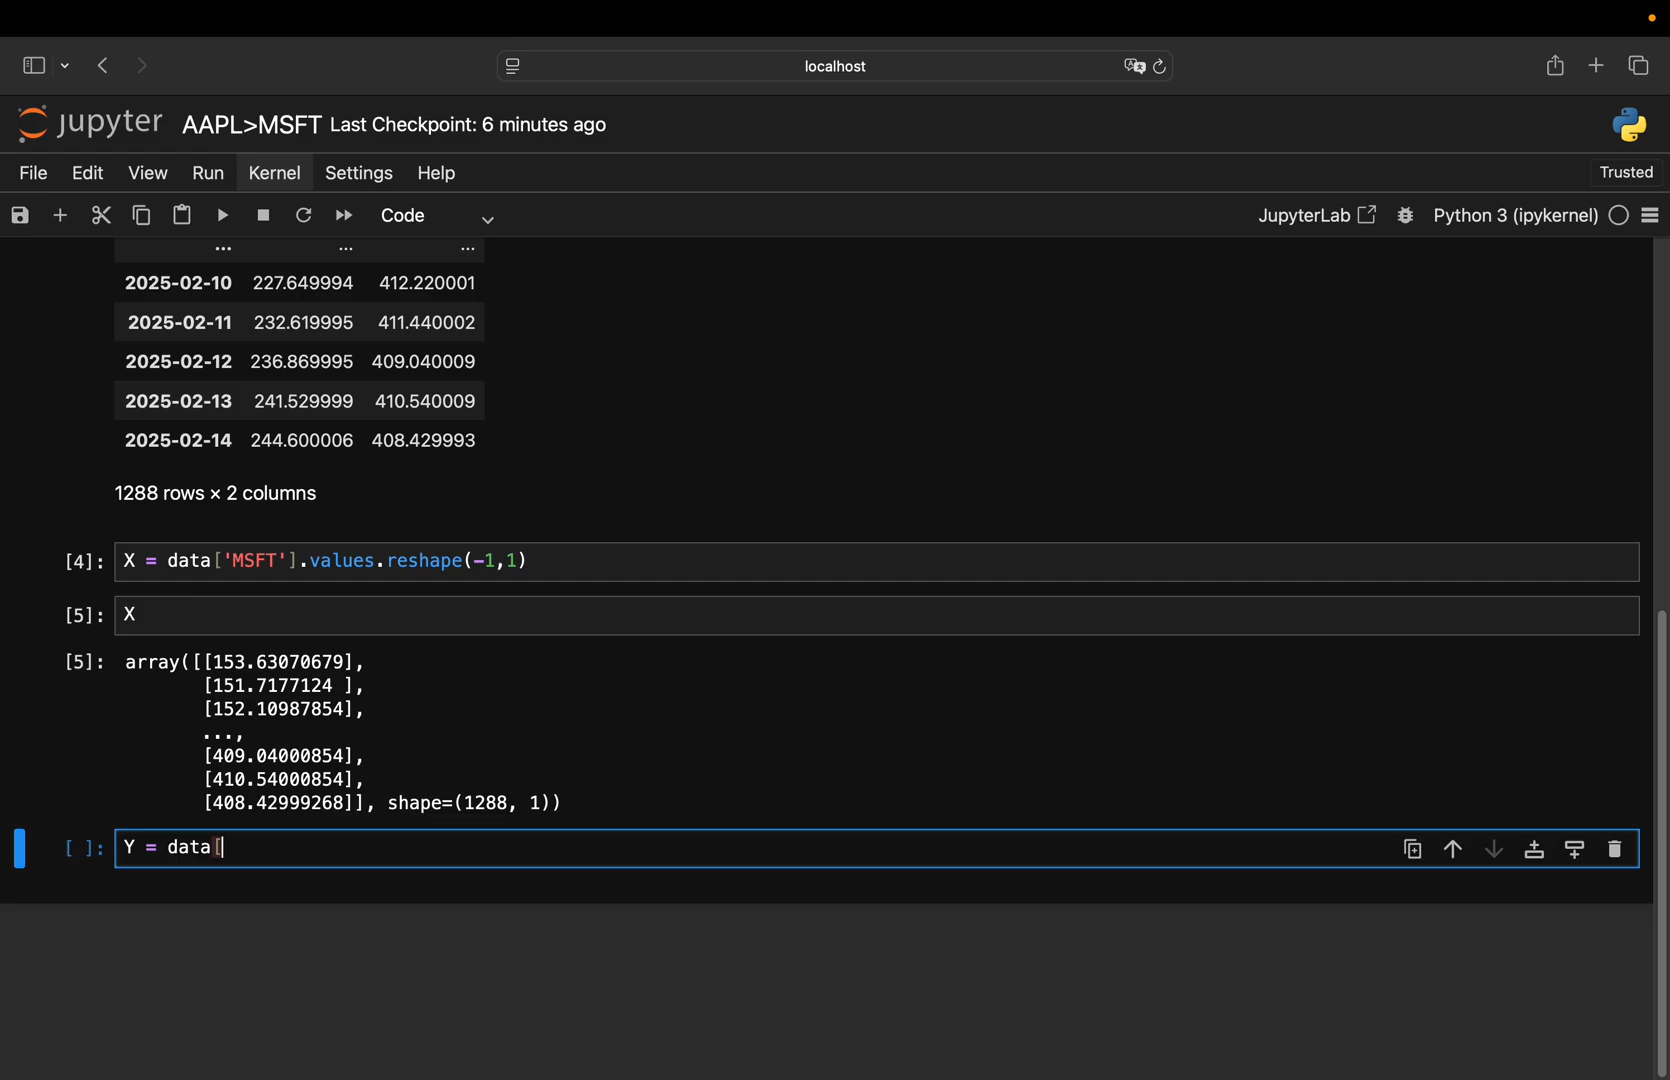 localhost
jupyter AAPL>MSFT Last Checkpoint: 6 minutes ago
File Edit View Run Kernel Settings Help Trusted
Code JupyterLab Python 3 (ipykernel)
... ... ...
2025-02-10 227.649994 412.220001
2025-02-11 232.619995 411.440002
2025-02-12 236.869995 409.040009
2025-02-13 241.529999 410.540009
2025-02-14 244.600006 408.429993
1288 rows × 2 columns
[4]: X = data['MSFT'].values.reshape(-1,1)
[5]: X
[5]: array([[153.63070679],
[151.7177124 ],
[152.10987854],
...,
[409.04000854],
[410.54000854],
[408.42999268]], shape=(1288, 1))
[ ]: Y = data[